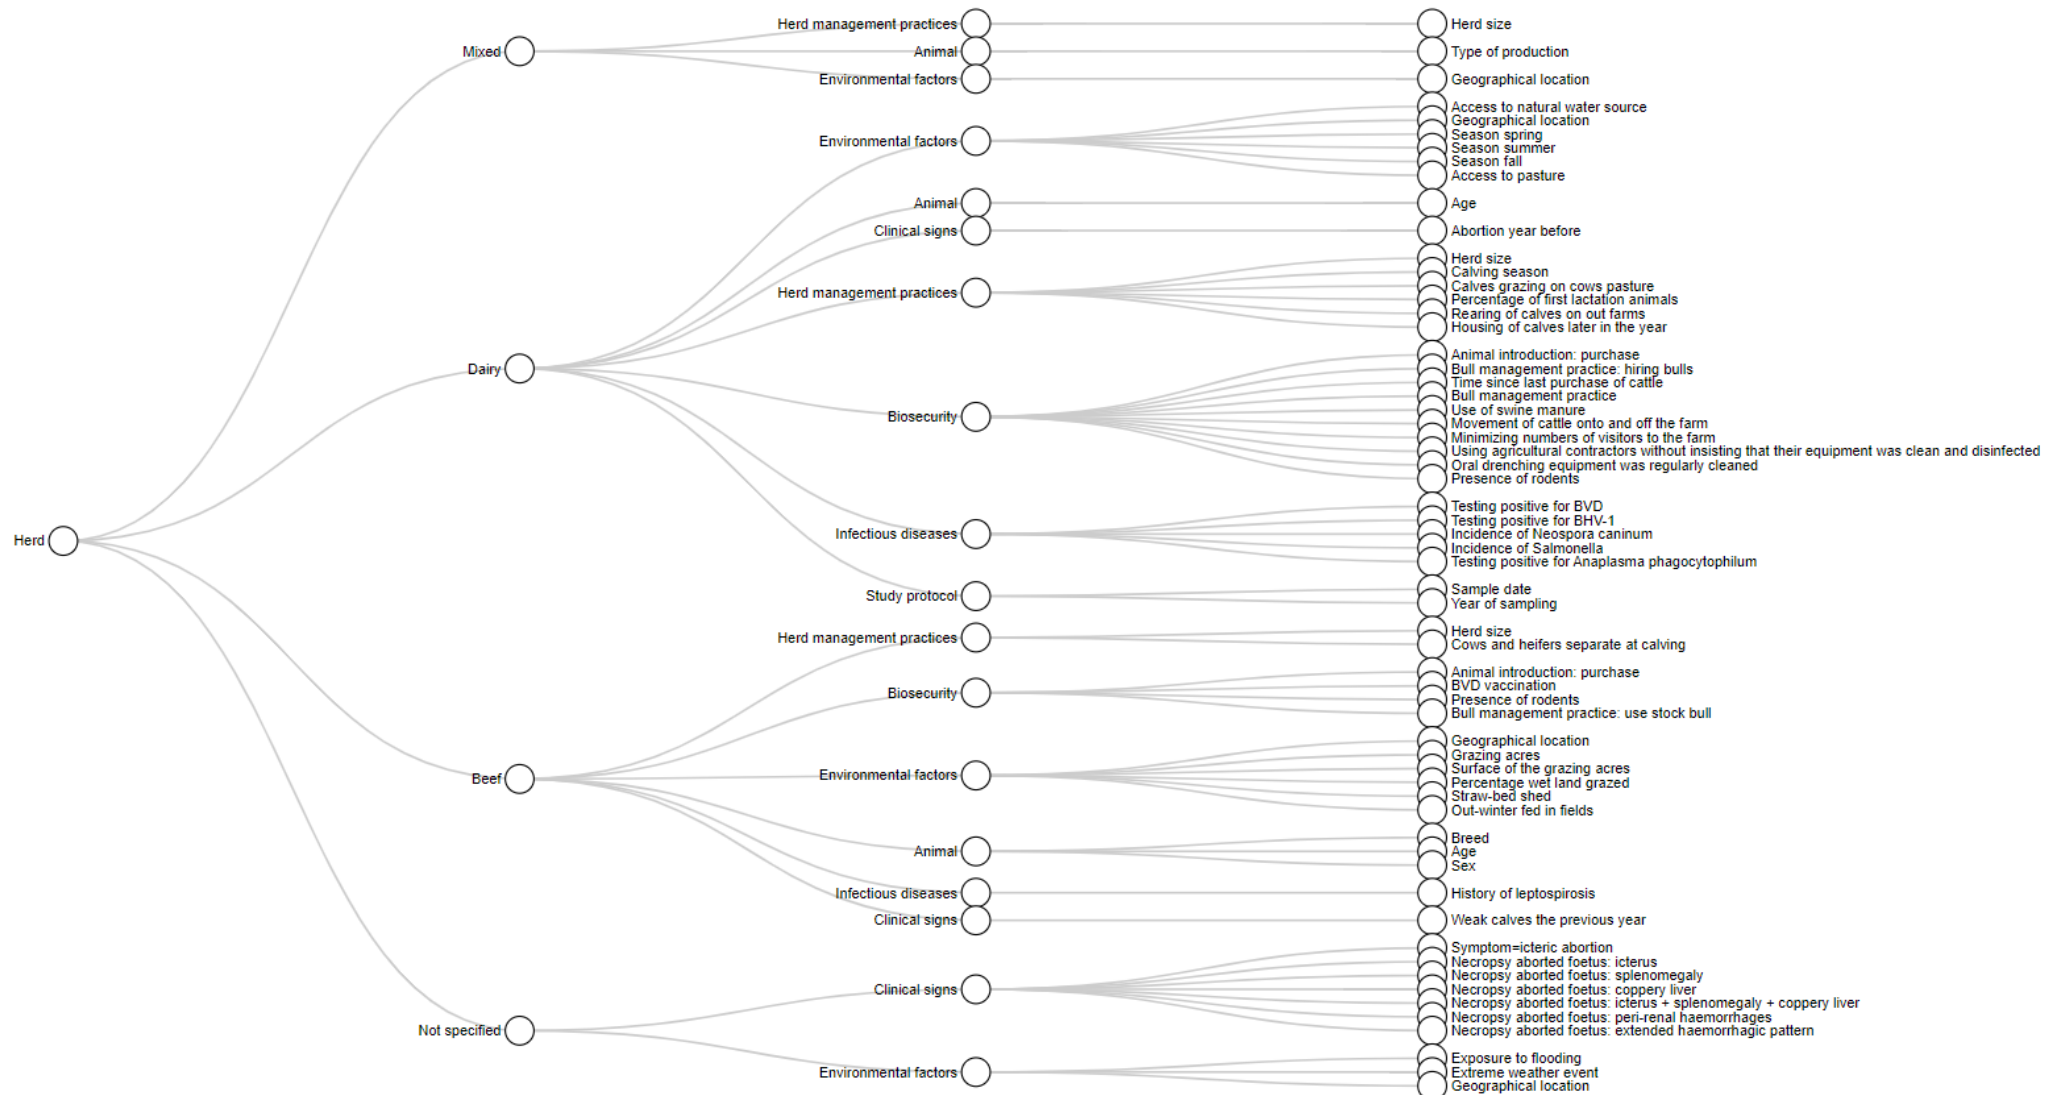 Herd
Mixed
Herd management practices
Herd size
Animal
Type of production
Environmental factors
Geographical location
Dairy
Environmental factors
Access to natural water source
Geographical location
Season spring
Season summer
Season fall
Access to pasture
Animal
Age
Clinical signs
Abortion year before
Herd management practices
Herd size
Calving season
Calves grazing on cows pasture
Percentage of first lactation animals
Rearing of calves on out farms
Housing of calves later in the year
Biosecurity
Animal introduction: purchase
Bull management practice: hiring bulls
Time since last purchase of cattle
Bull management practice
Use of swine manure
Movement of cattle onto and off the farm
Minimizing numbers of visitors to the farm
Using agricultural contractors without insisting that their equipment was clean and disinfected
Oral drenching equipment was regularly cleaned
Presence of rodents
Infectious diseases
Testing positive for BVD
Testing positive for BHV-1
Incidence of Neospora caninum
Incidence of Salmonella
Testing positive for Anaplasma phagocytophilum
Study protocol
Sample date
Year of sampling
Beef
Herd management practices
Herd size
Cows and heifers separate at calving
Biosecurity
Animal introduction: purchase
BVD vaccination
Presence of rodents
Bull management practice: use stock bull
Environmental factors
Geographical location
Grazing acres
Surface of the grazing acres
Percentage wet land grazed
Straw-bed shed
Out-winter fed in fields
Animal
Breed
Age
Sex
Infectious diseases
History of leptospirosis
Clinical signs
Weak calves the previous year
Not specified
Clinical signs
Symptom=icteric abortion
Necropsy aborted foetus: icterus
Necropsy aborted foetus: splenomegaly
Necropsy aborted foetus: coppery liver
Necropsy aborted foetus: icterus + splenomegaly + coppery liver
Necropsy aborted foetus: peri-renal haemorrhages
Necropsy aborted foetus: extended haemorrhagic pattern
Environmental factors
Exposure to flooding
Extreme weather event
Geographical location